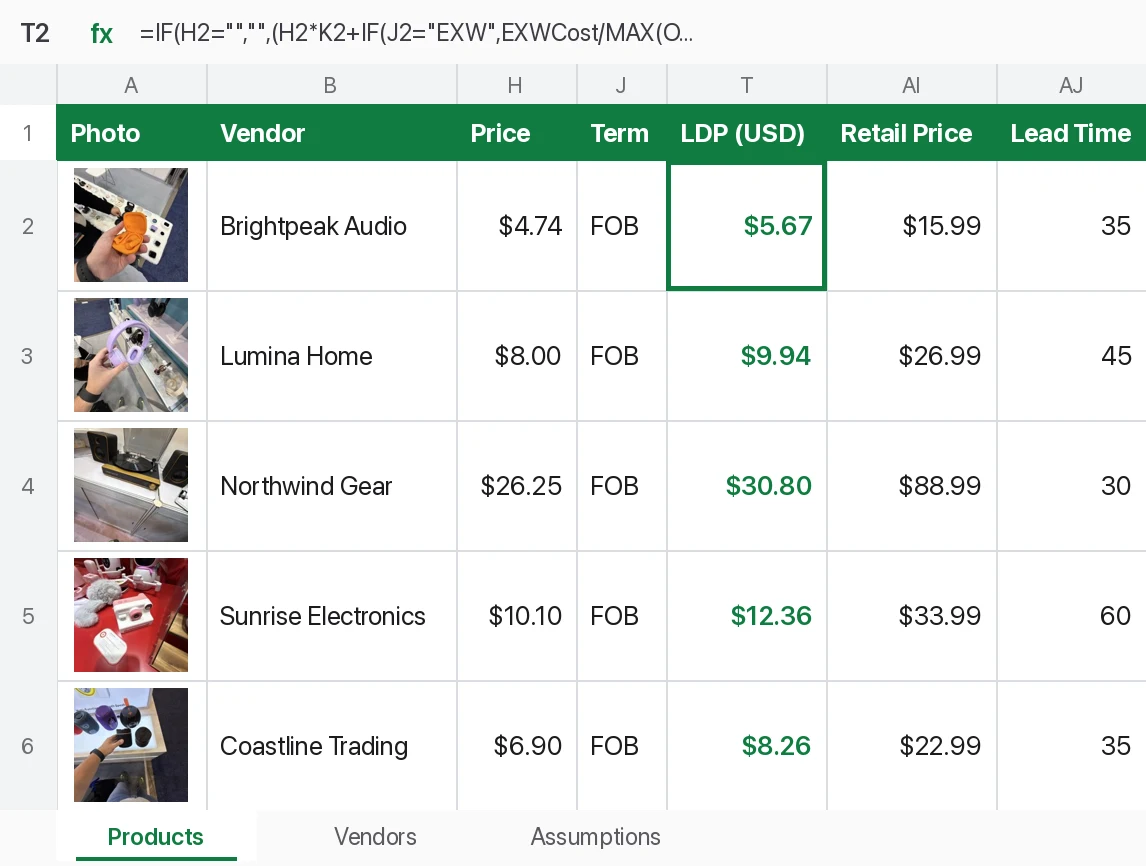 T2 fx =IF(H2="","",(H2*K2+IF(J2="EXW",EXWCost/MAX(O...
A B H J T AI AJ
1 Photo Vendor Price Term LDP (USD) Retail Price Lead Time
2 Brightpeak Audio $4.74 FOB $5.67 $15.99 35
3 Lumina Home $8.00 FOB $9.94 $26.99 45
4 Northwind Gear $26.25 FOB $30.80 $88.99 30
5 Sunrise Electronics $10.10 FOB $12.36 $33.99 60
6 Coastline Trading $6.90 FOB $8.26 $22.99 35
Products Vendors Assumptions